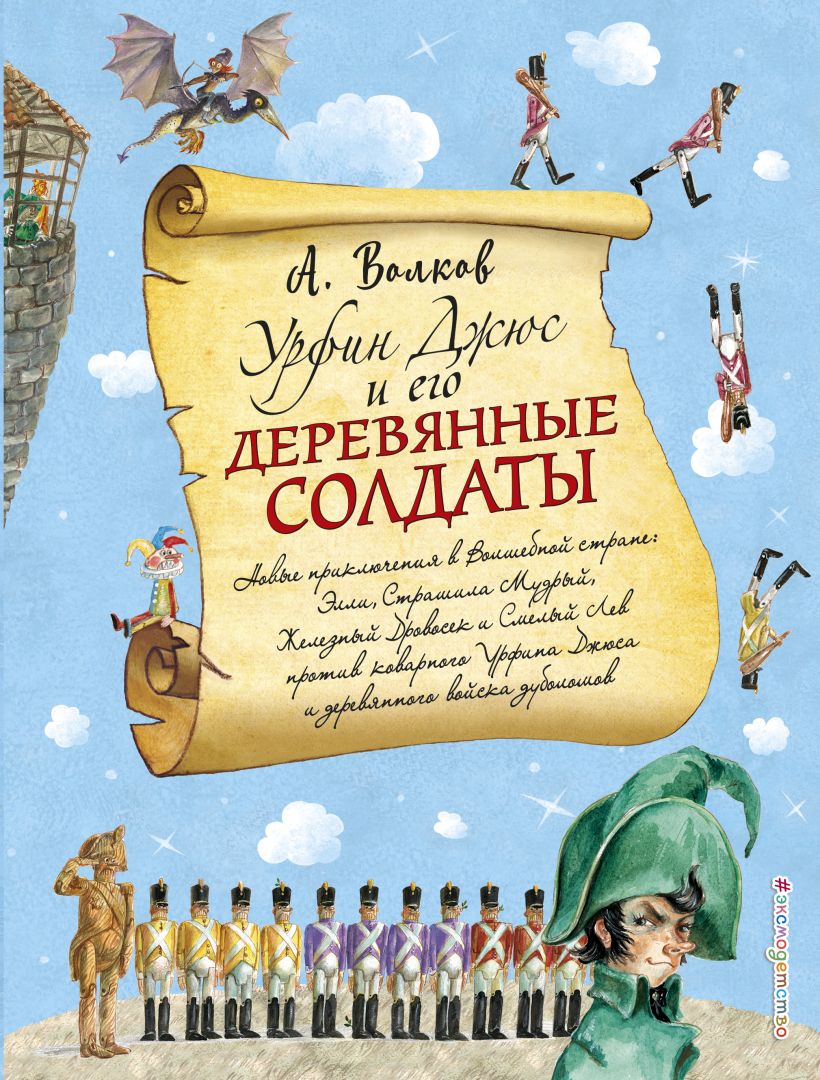 А. Волков
Урфин Джюс
и его
ДЕРЕВЯННЫЕ
СОЛДАТЫ
Новые приключения в Волшебной стране:
Элли, Страшила Мудрый,
Железный Дровосек и Смелый Лев
против коварного Урфина Джюса
и деревянного войска дуболомов
#эксмодетство